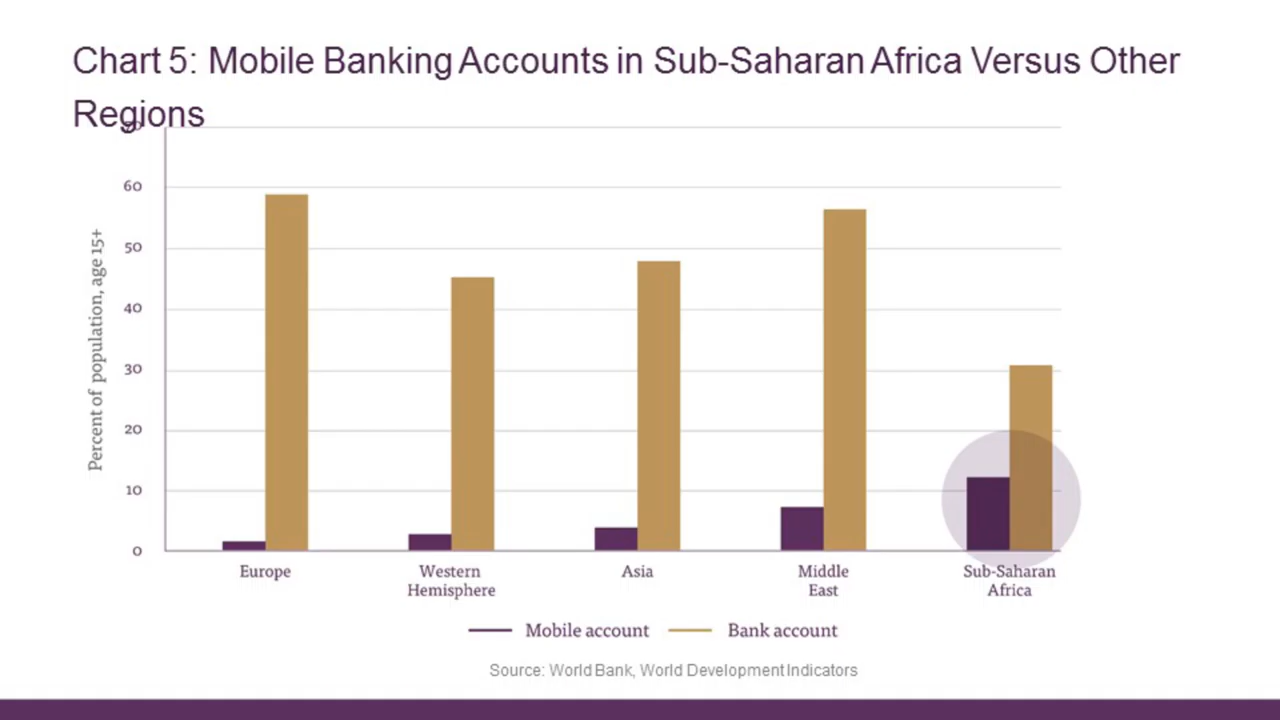 Chart 5: Mobile Banking Accounts in Sub-Saharan Africa Versus Other
Regions
70
60
50
40
30
20
10
0
Percent of population, age 15+
Europe
Western
Hemisphere
Asia
Middle
East
Sub-Saharan
Africa
Mobile account
Bank account
Source: World Bank, World Development Indicators